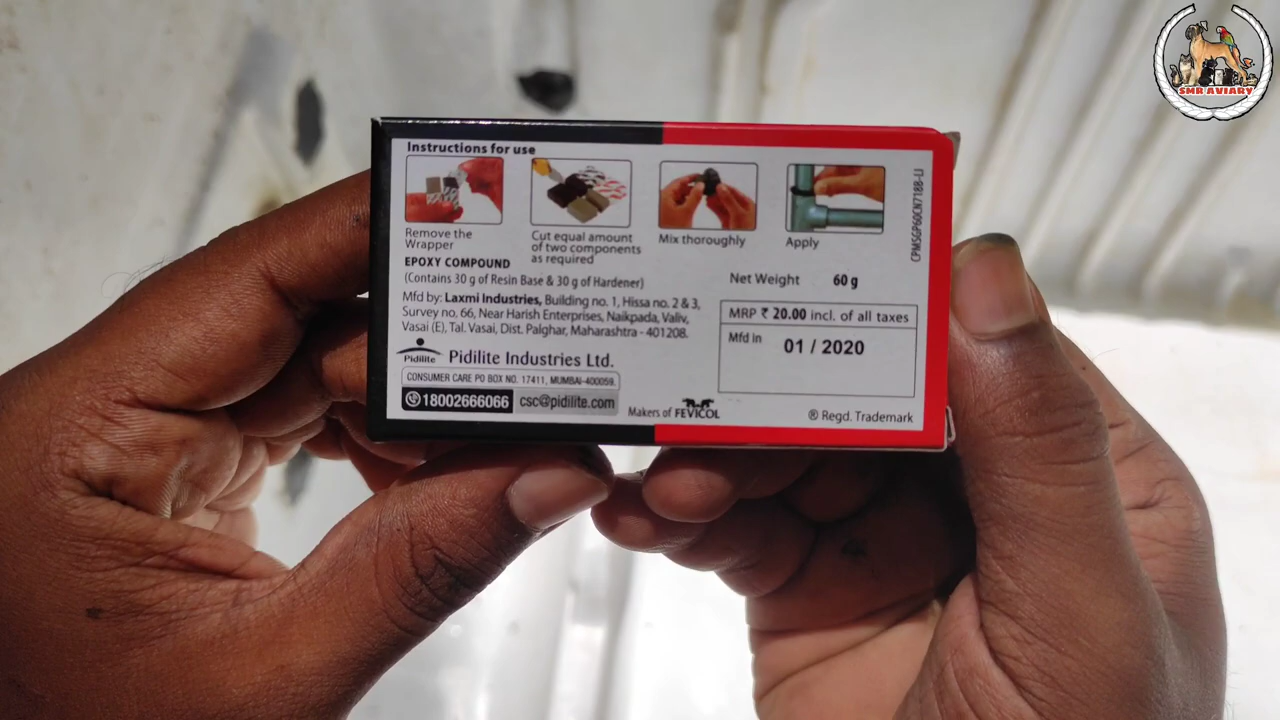 SMR AVIARY
Instructions for use
Remove the
Wrapper
Cut equal amount
of two components
as required
Mix thoroughly
Apply
CPMSGP60CN7188-LI
EPOXY COMPOUND
(Contains 30 g of Resin Base & 30 g of Hardener)
Mfd by: Laxmi Industries, Building no. 1, Hissa no. 2 & 3,
Survey no. 66, Near Harish Enterprises, Naikpada, Valiv,
Vasai (E), Tal. Vasai, Dist. Palghar, Maharashtra - 401208.
Net Weight 60 g
MRP ₹ 20.00 incl. of all taxes
Mfd in 01 / 2020
Pidilite
Pidilite Industries Ltd.
CONSUMER CARE PO BOX NO. 17411, MUMBAI-400059.
18002666066 csc@pidilite.com
Makers of FEVICOL
® Regd. Trademark